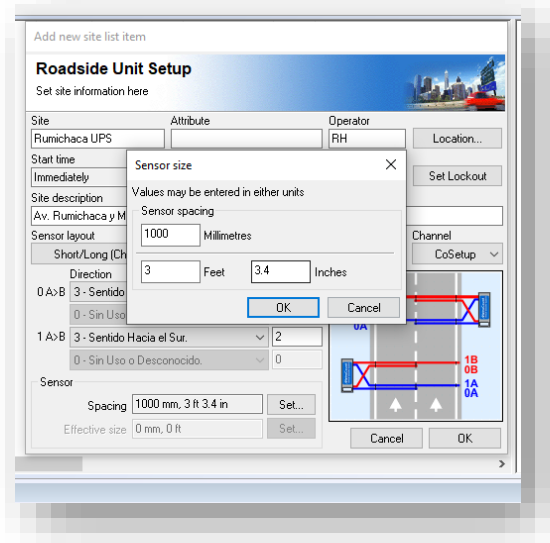 Add new site list item
Roadside Unit Setup
Set site information here
Site Attribute Operator
Rumichaca UPS RH Location...
Start time
Immediately Set Lockout
Site description
Av. Rumichaca y M
Sensor layout Channel
Short/Long (Ch CoSetup
Direction
0 A>B 3 - Sentido
0 - Sin Uso
1 A>B 3 - Sentido Hacia el Sur. 2
0 - Sin Uso o Desconocido. 0
Sensor
Spacing 1000 mm, 3 ft 3.4 in Set...
Effective size 0 mm, 0 ft Set...
Sensor size
Values may be entered in either units
Sensor spacing
1000 Millimetres
3 Feet 3.4 Inches
OK Cancel
0A
1B
0B
1A
0A
Cancel OK